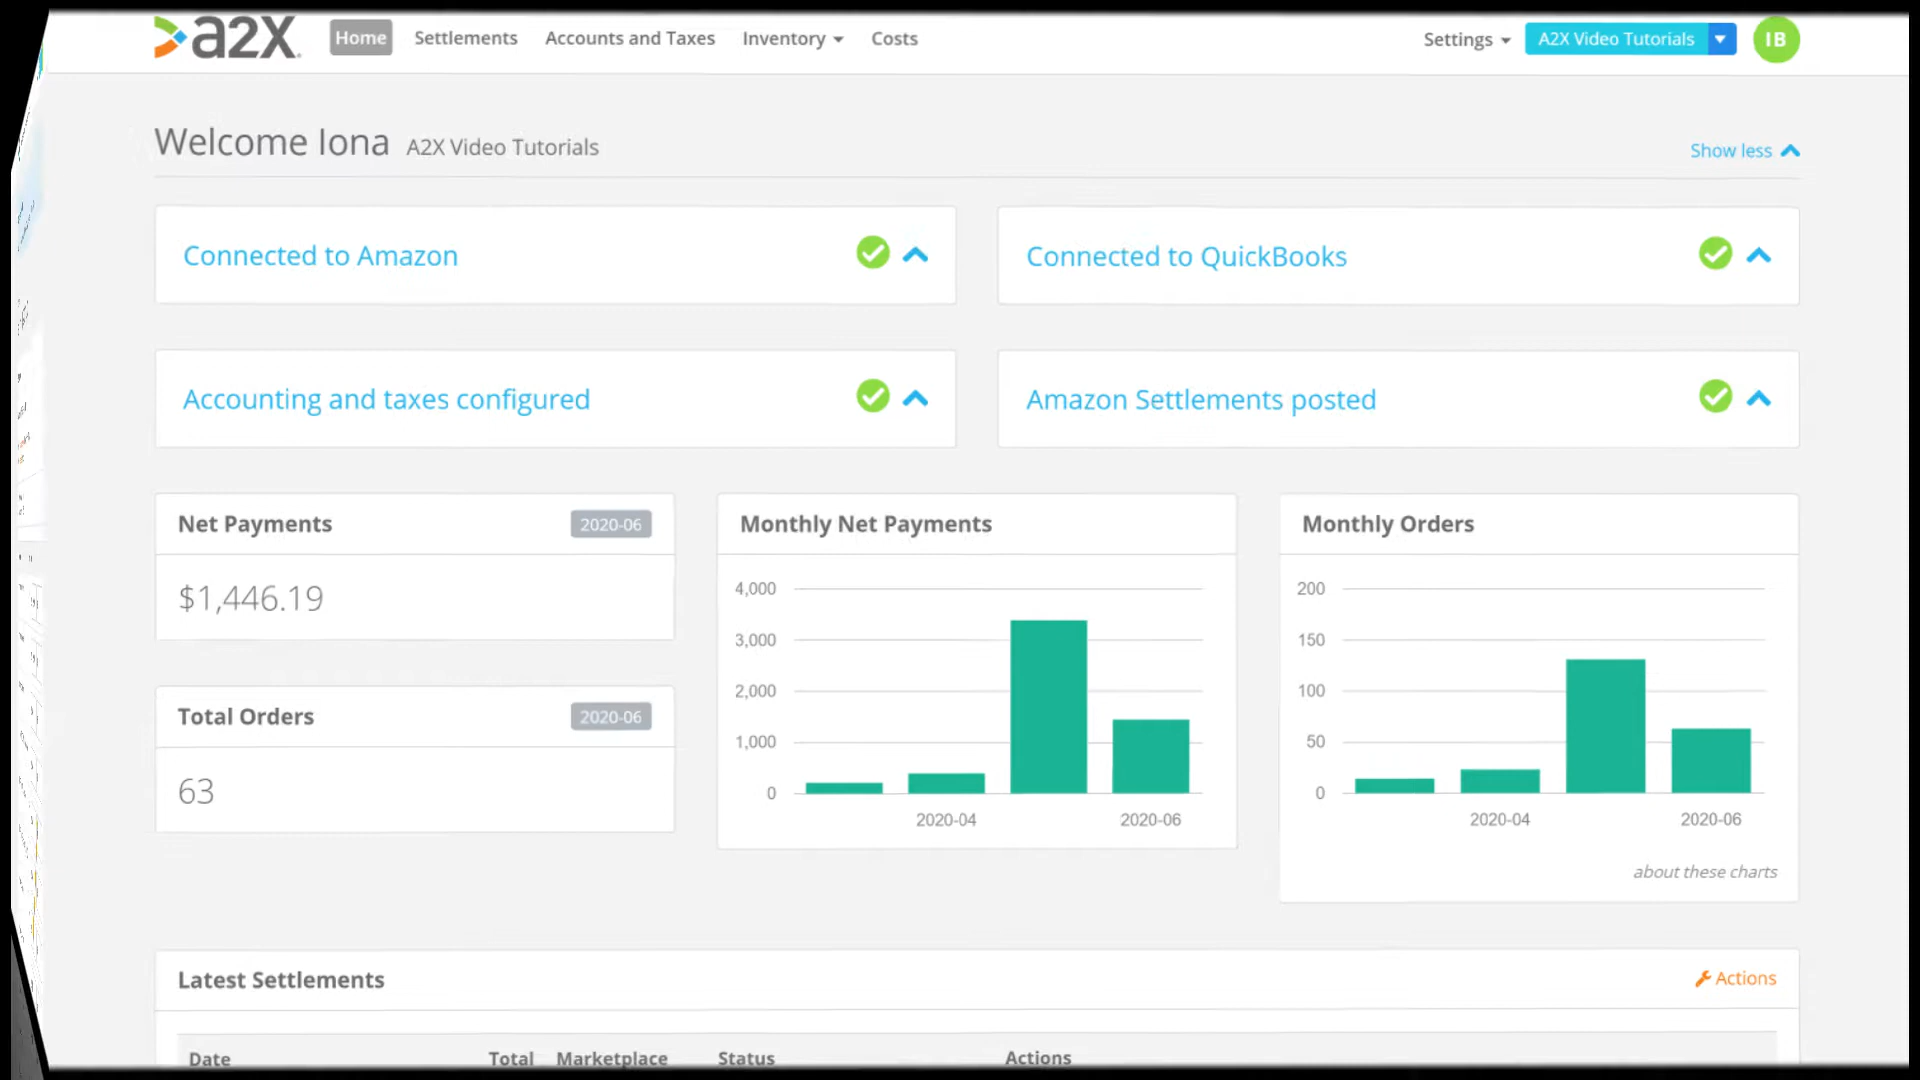 a2X
Home
Settlements
Accounts and Taxes
Inventory
Costs
Settings
A2X Video Tutorials
IB
Welcome Iona
A2X Video Tutorials
Show less
Connected to Amazon
Connected to QuickBooks
Accounting and taxes configured
Amazon Settlements posted
Net Payments
2020-06
$1,446.19
Total Orders
2020-06
63
Monthly Net Payments
4,000
3,000
2,000
1,000
0
2020-04
2020-06
Monthly Orders
200
150
100
50
0
2020-04
2020-06
about these charts
Latest Settlements
Actions
Date
Total
Marketplace
Status
Actions